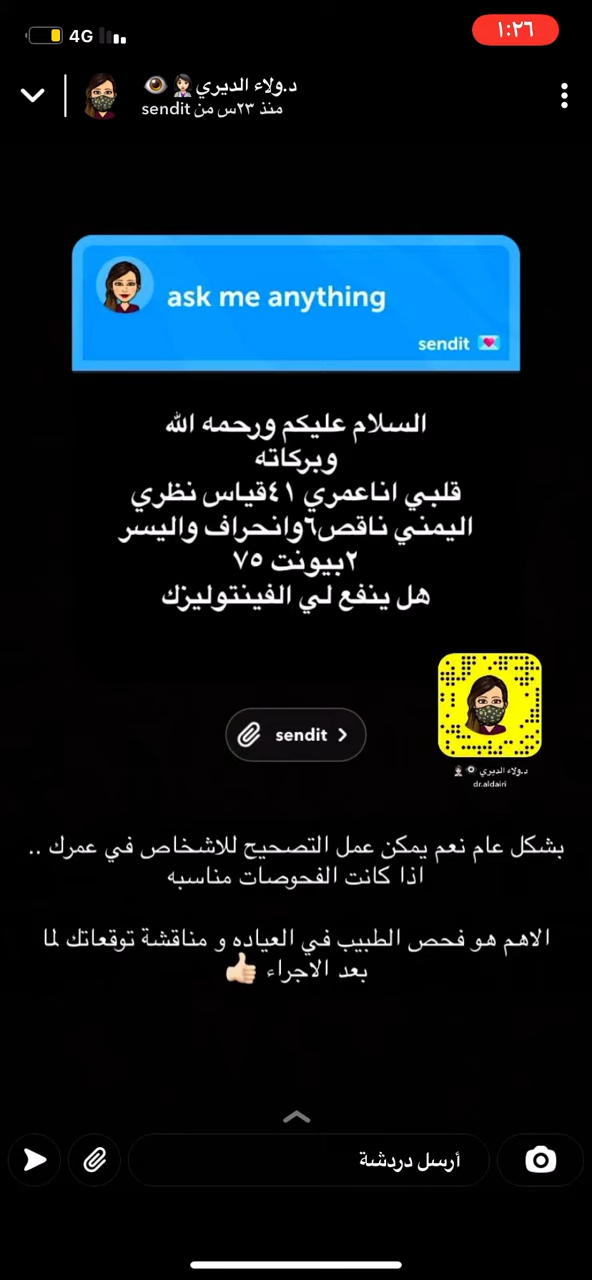 4G
١:٢٦
د.ولاء الديري👩🏻‍⚕️👁️
منذ ٢٣س من sendit
ask me anything
sendit 💌
السلام عليكم ورحمه الله
وبركاته
قلبي اناعمري ٤١قياس نظري
اليمني ناقص٦وانحراف واليسر
٢بيونت ٧٥
هل ينفع لي الفينتوليزك
sendit
د.ولاء الديري 👁️👩🏻‍⚕️
dr.aldairi
بشكل عام نعم يمكن عمل التصحيح للاشخاص في عمرك ..
اذا كانت الفحوصات مناسبه
الاهم هو فحص الطبيب في العياده و مناقشة توقعاتك لما
بعد الاجراء 👍🏻
أرسل دردشة